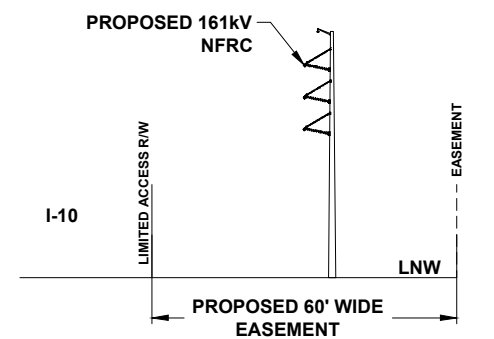 PROPOSED 161kV
NFRC
LIMITED ACCESS R/W
EASEMENT
I-10
LNW
PROPOSED 60' WIDE
EASEMENT